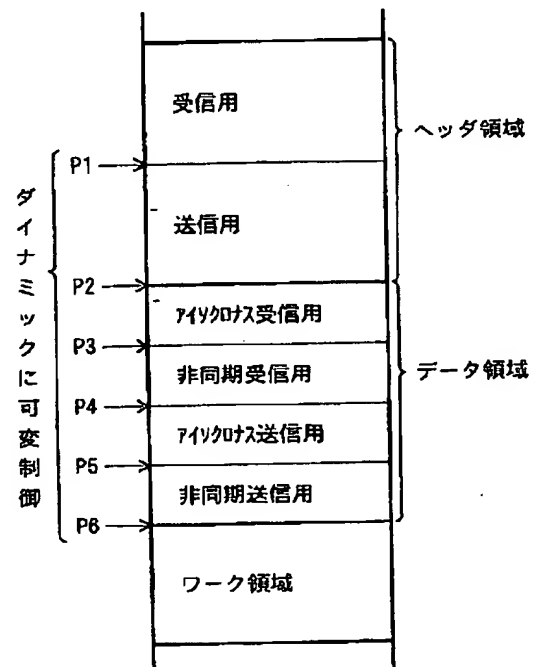 受信用
ヘッダ領域
P1
送信用
P2
ｱｲｿｸﾛﾅｽ受信用
P3
非同期受信用
データ領域
P4
ｱｲｿｸﾛﾅｽ送信用
P5
非同期送信用
P6
ワーク領域
ダイナミックに可変制御